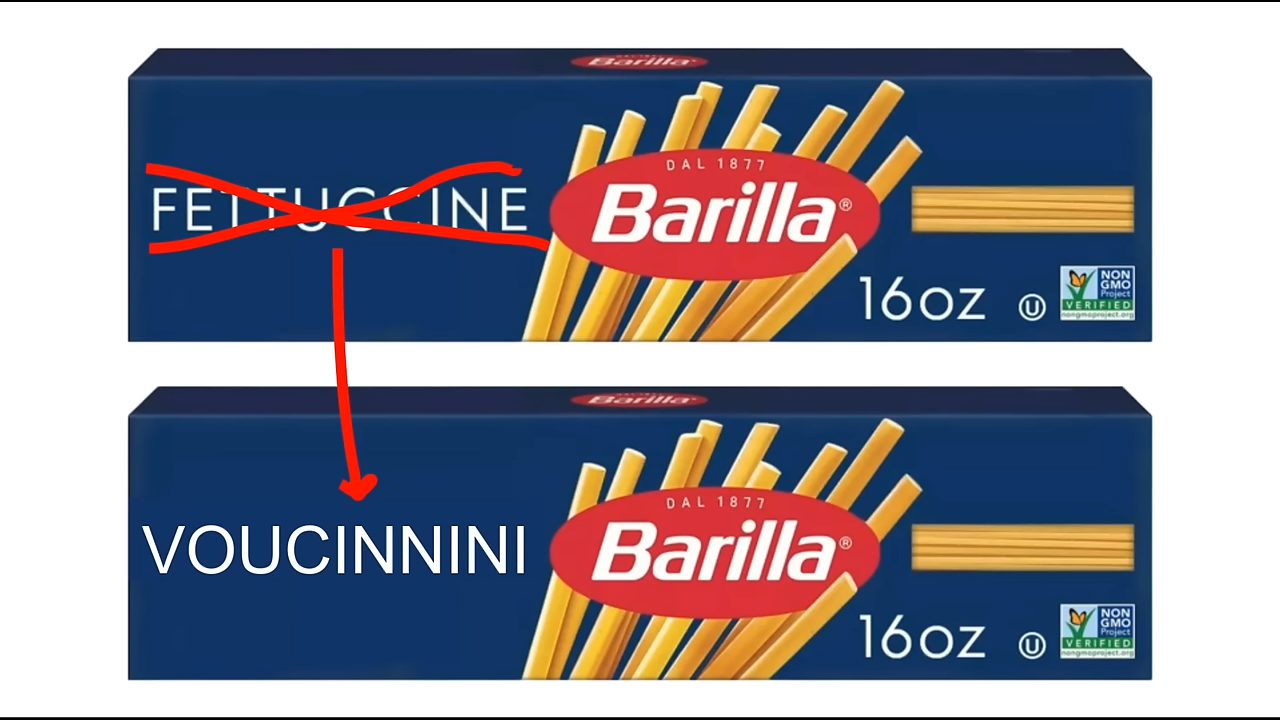 Barilla
FETTUCCINE
DAL 1877
Barilla®
16oz
U
NON
GMO
Project
VERIFIED
nongmoproject.org
Barilla
VOUCINNINI
DAL 1877
Barilla®
16oz
U
NON
GMO
Project
VERIFIED
nongmoproject.org